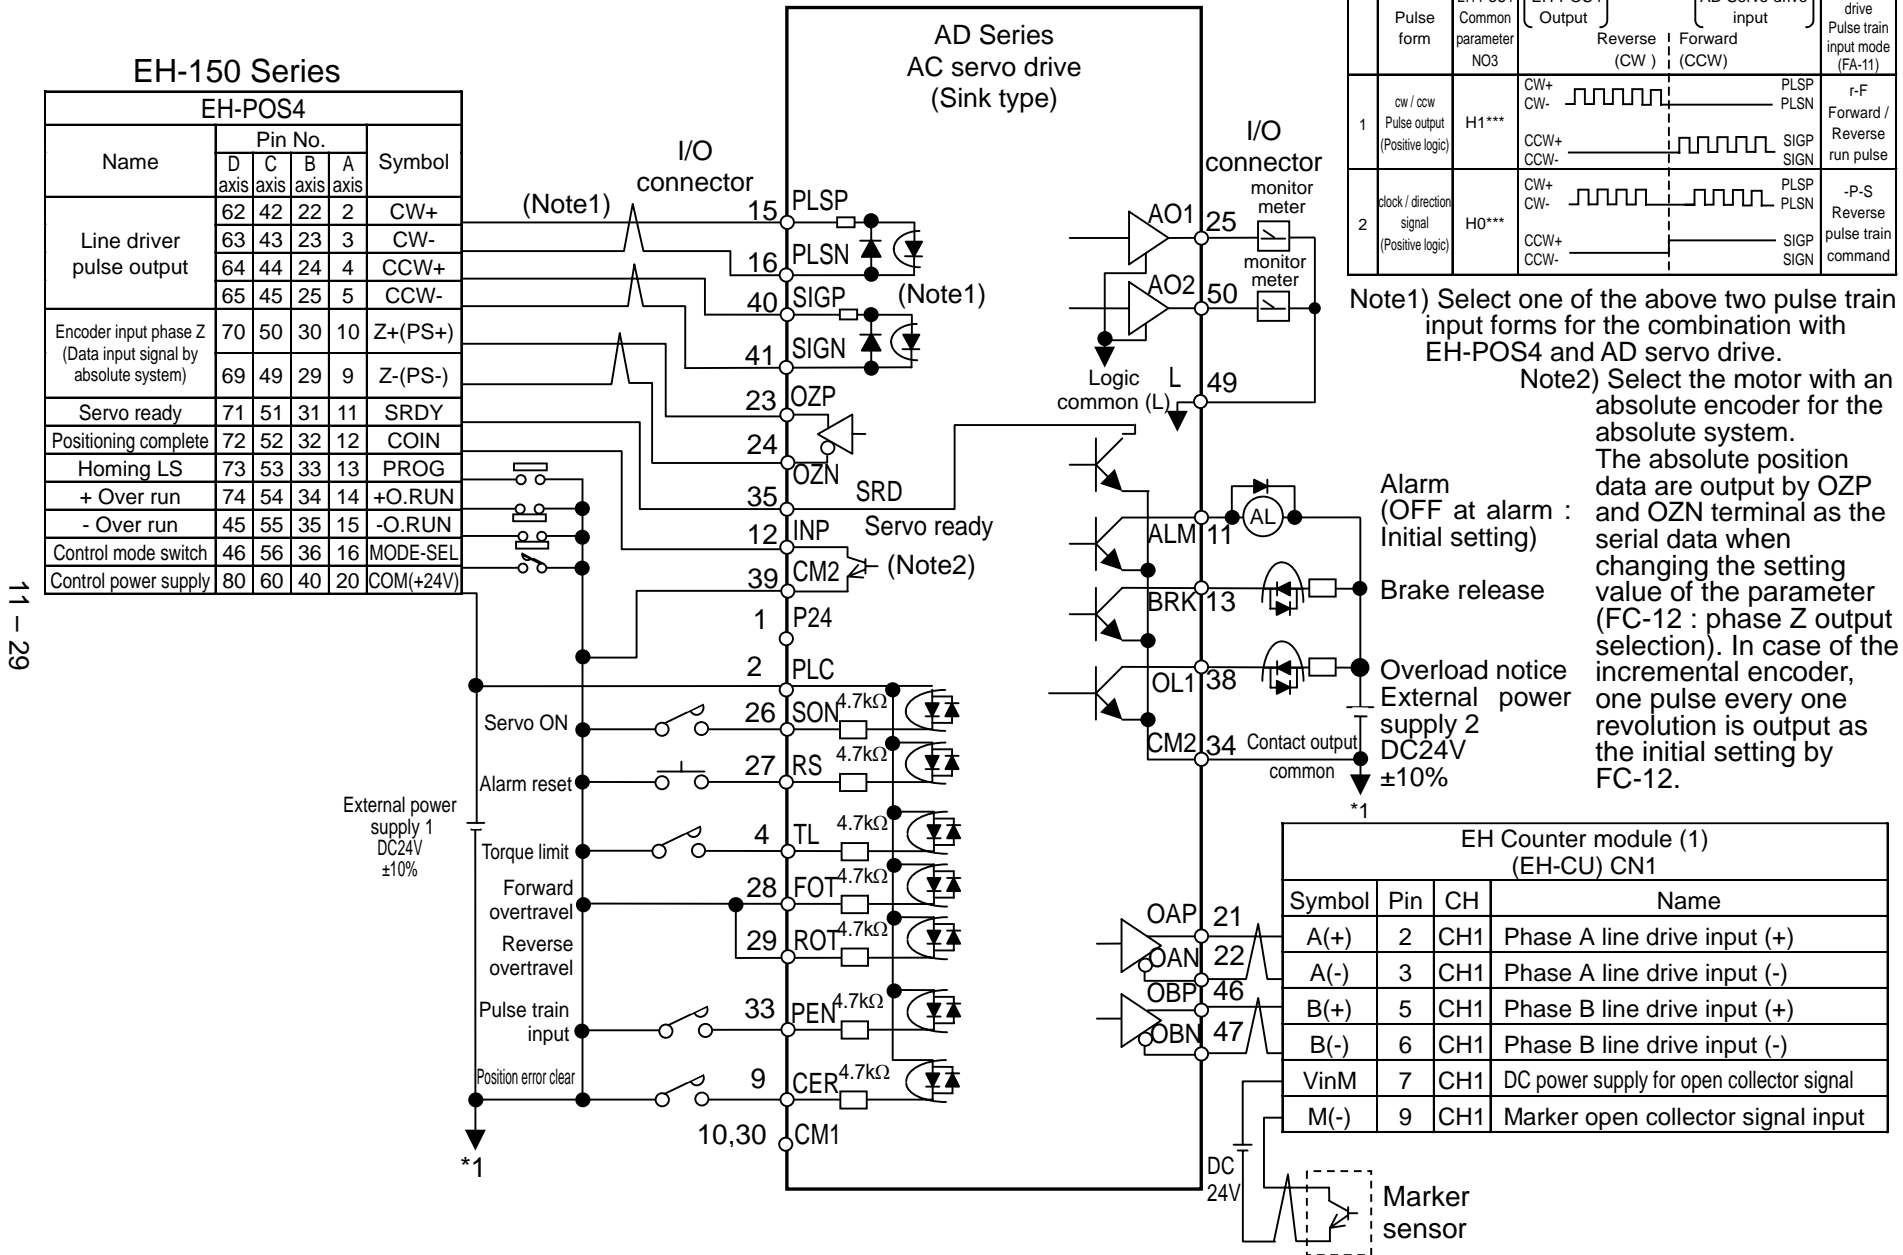 EH-150 Series
EH-POS4
Name Pin No. Symbol
D axis C axis B axis A axis
Line driver pulse output
62 42 22 2 CW+
63 43 23 3 CW-
64 44 24 4 CCW+
65 45 25 5 CCW-
Encoder input phase Z
(Data input signal by
absolute system)
70 50 30 10 Z+(PS+)
69 49 29 9 Z-(PS-)
Servo ready 71 51 31 11 SRDY
Positioning complete 72 52 32 12 COIN
Homing LS 73 53 33 13 PROG
+ Over run 74 54 34 14 +O.RUN
- Over run 45 55 35 15 -O.RUN
Control mode switch 46 56 36 16 MODE-SEL
Control power supply 80 60 40 20 COM(+24V)
11 – 29
External power
supply 1
DC24V
±10%
*1
(Note1)
I/O
connector
AD Series
AC servo drive
(Sink type)
15 PLSP
16 PLSN
(Note1)
40 SIGP
41 SIGN
23 OZP
24
OZN
35 SRD
Servo ready
12 INP
(Note2)
39 CM2
1 P24
2 PLC
Servo ON 26 SON 4.7kΩ
Alarm reset 27 RS 4.7kΩ
Torque limit 4 TL 4.7kΩ
Forward
overtravel
28 FOT 4.7kΩ
Reverse
overtravel
29 ROT 4.7kΩ
Pulse train
input
33 PEN 4.7kΩ
Position error clear 9 CER 4.7kΩ
10,30 CM1
I/O
connector
monitor
meter
AO1 25
monitor
meter
AO2 50
Logic
common (L)
L 49
ALM 11
AL
Alarm
(OFF at alarm :
Initial setting)
BRK 13
Brake release
OL1 38
Overload notice
External power
supply 2
DC24V
±10%
CM2 34 Contact output
common
*1
OAP 21
OAN 22
OBP 46
OBN 47
Pulse
form
Common
parameter
NO3
Output
input
Reverse
(CW )
Forward
(CCW)
drive
Pulse train
input mode
(FA-11)
1
cw / ccw
Pulse output
(Positive logic)
H1***
CW+
CW-
CCW+
CCW-
PLSP
PLSN
SIGP
SIGN
r-F
Forward /
Reverse
run pulse
2
clock / direction
signal
(Positive logic)
H0***
CW+
CW-
CCW+
CCW-
PLSP
PLSN
SIGP
SIGN
-P-S
Reverse
pulse train
command
Note1) Select one of the above two pulse train
input forms for the combination with
EH-POS4 and AD servo drive.
Note2) Select the motor with an
absolute encoder for the
absolute system.
The absolute position
data are output by OZP
and OZN terminal as the
serial data when
changing the setting
value of the parameter
(FC-12 : phase Z output
selection). In case of the
incremental encoder,
one pulse every one
revolution is output as
the initial setting by
FC-12.
EH Counter module (1)
(EH-CU) CN1
Symbol Pin CH Name
A(+) 2 CH1 Phase A line drive input (+)
A(-) 3 CH1 Phase A line drive input (-)
B(+) 5 CH1 Phase B line drive input (+)
B(-) 6 CH1 Phase B line drive input (-)
VinM 7 CH1 DC power supply for open collector signal
M(-) 9 CH1 Marker open collector signal input
DC
24V
Marker
sensor